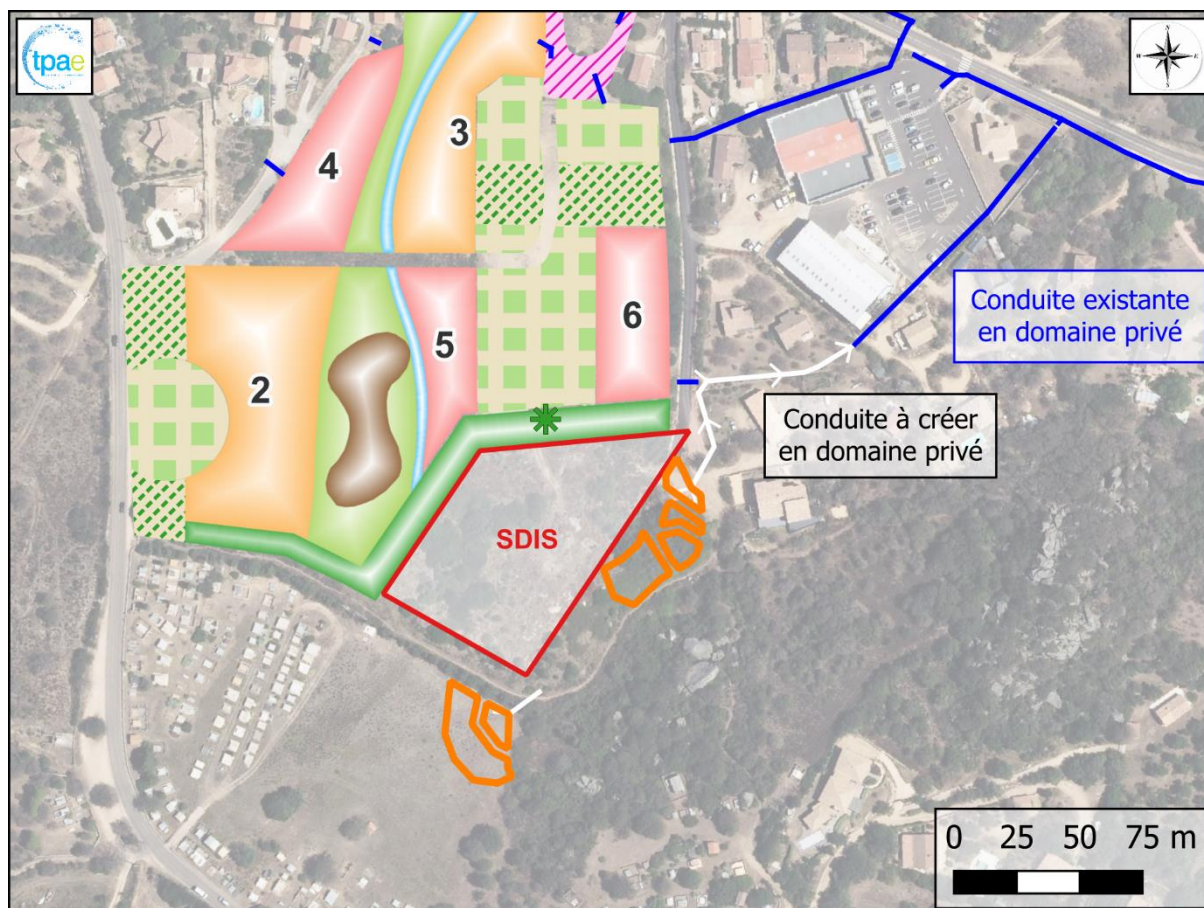 tpae
N
W
E
S
3
4
2
5
6
Conduite existante
en domaine privé
Conduite à créer
en domaine privé
SDIS
0 25 50 75 m